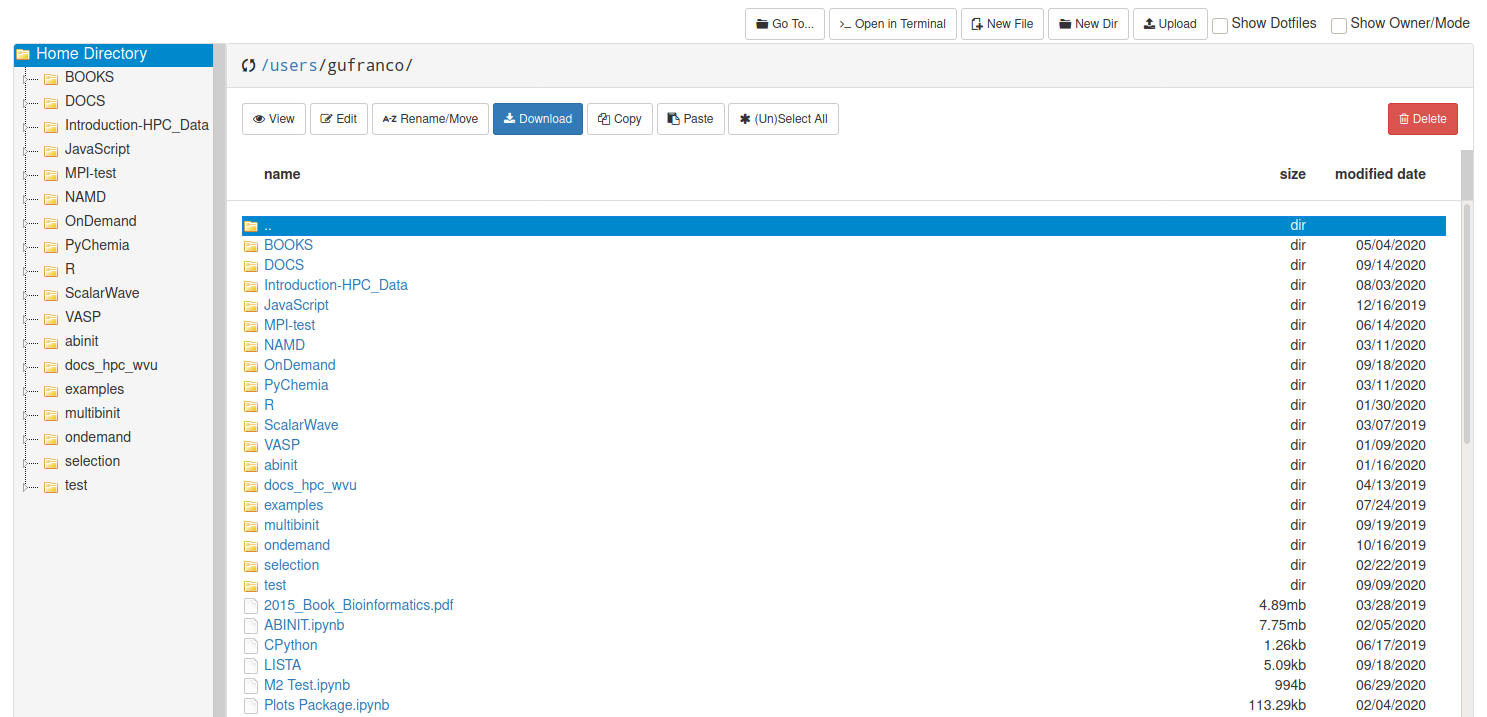 Go To... >_ Open in Terminal New File New Dir Upload Show Dotfiles Show Owner/Mode
Home Directory
BOOKS
DOCS
Introduction-HPC_Data
JavaScript
MPI-test
NAMD
OnDemand
PyChemia
R
ScalarWave
VASP
abinit
docs_hpc_wvu
examples
multibinit
ondemand
selection
test
/users/gufranco/
View Edit A-Z Rename/Move Download Copy Paste (Un)Select All Delete
name size modified date
.. dir
BOOKS dir 05/04/2020
DOCS dir 09/14/2020
Introduction-HPC_Data dir 08/03/2020
JavaScript dir 12/16/2019
MPI-test dir 06/14/2020
NAMD dir 03/11/2020
OnDemand dir 09/18/2020
PyChemia dir 03/11/2020
R dir 01/30/2020
ScalarWave dir 03/07/2019
VASP dir 01/09/2020
abinit dir 01/16/2020
docs_hpc_wvu dir 04/13/2019
examples dir 07/24/2019
multibinit dir 09/19/2019
ondemand dir 10/16/2019
selection dir 02/22/2019
test dir 09/09/2020
2015_Book_Bioinformatics.pdf 4.89mb 03/28/2019
ABINIT.ipynb 7.75mb 02/05/2020
CPython 1.26kb 06/17/2019
LISTA 5.09kb 09/18/2020
M2 Test.ipynb 994b 06/29/2020
Plots Package.ipynb 113.29kb 02/04/2020